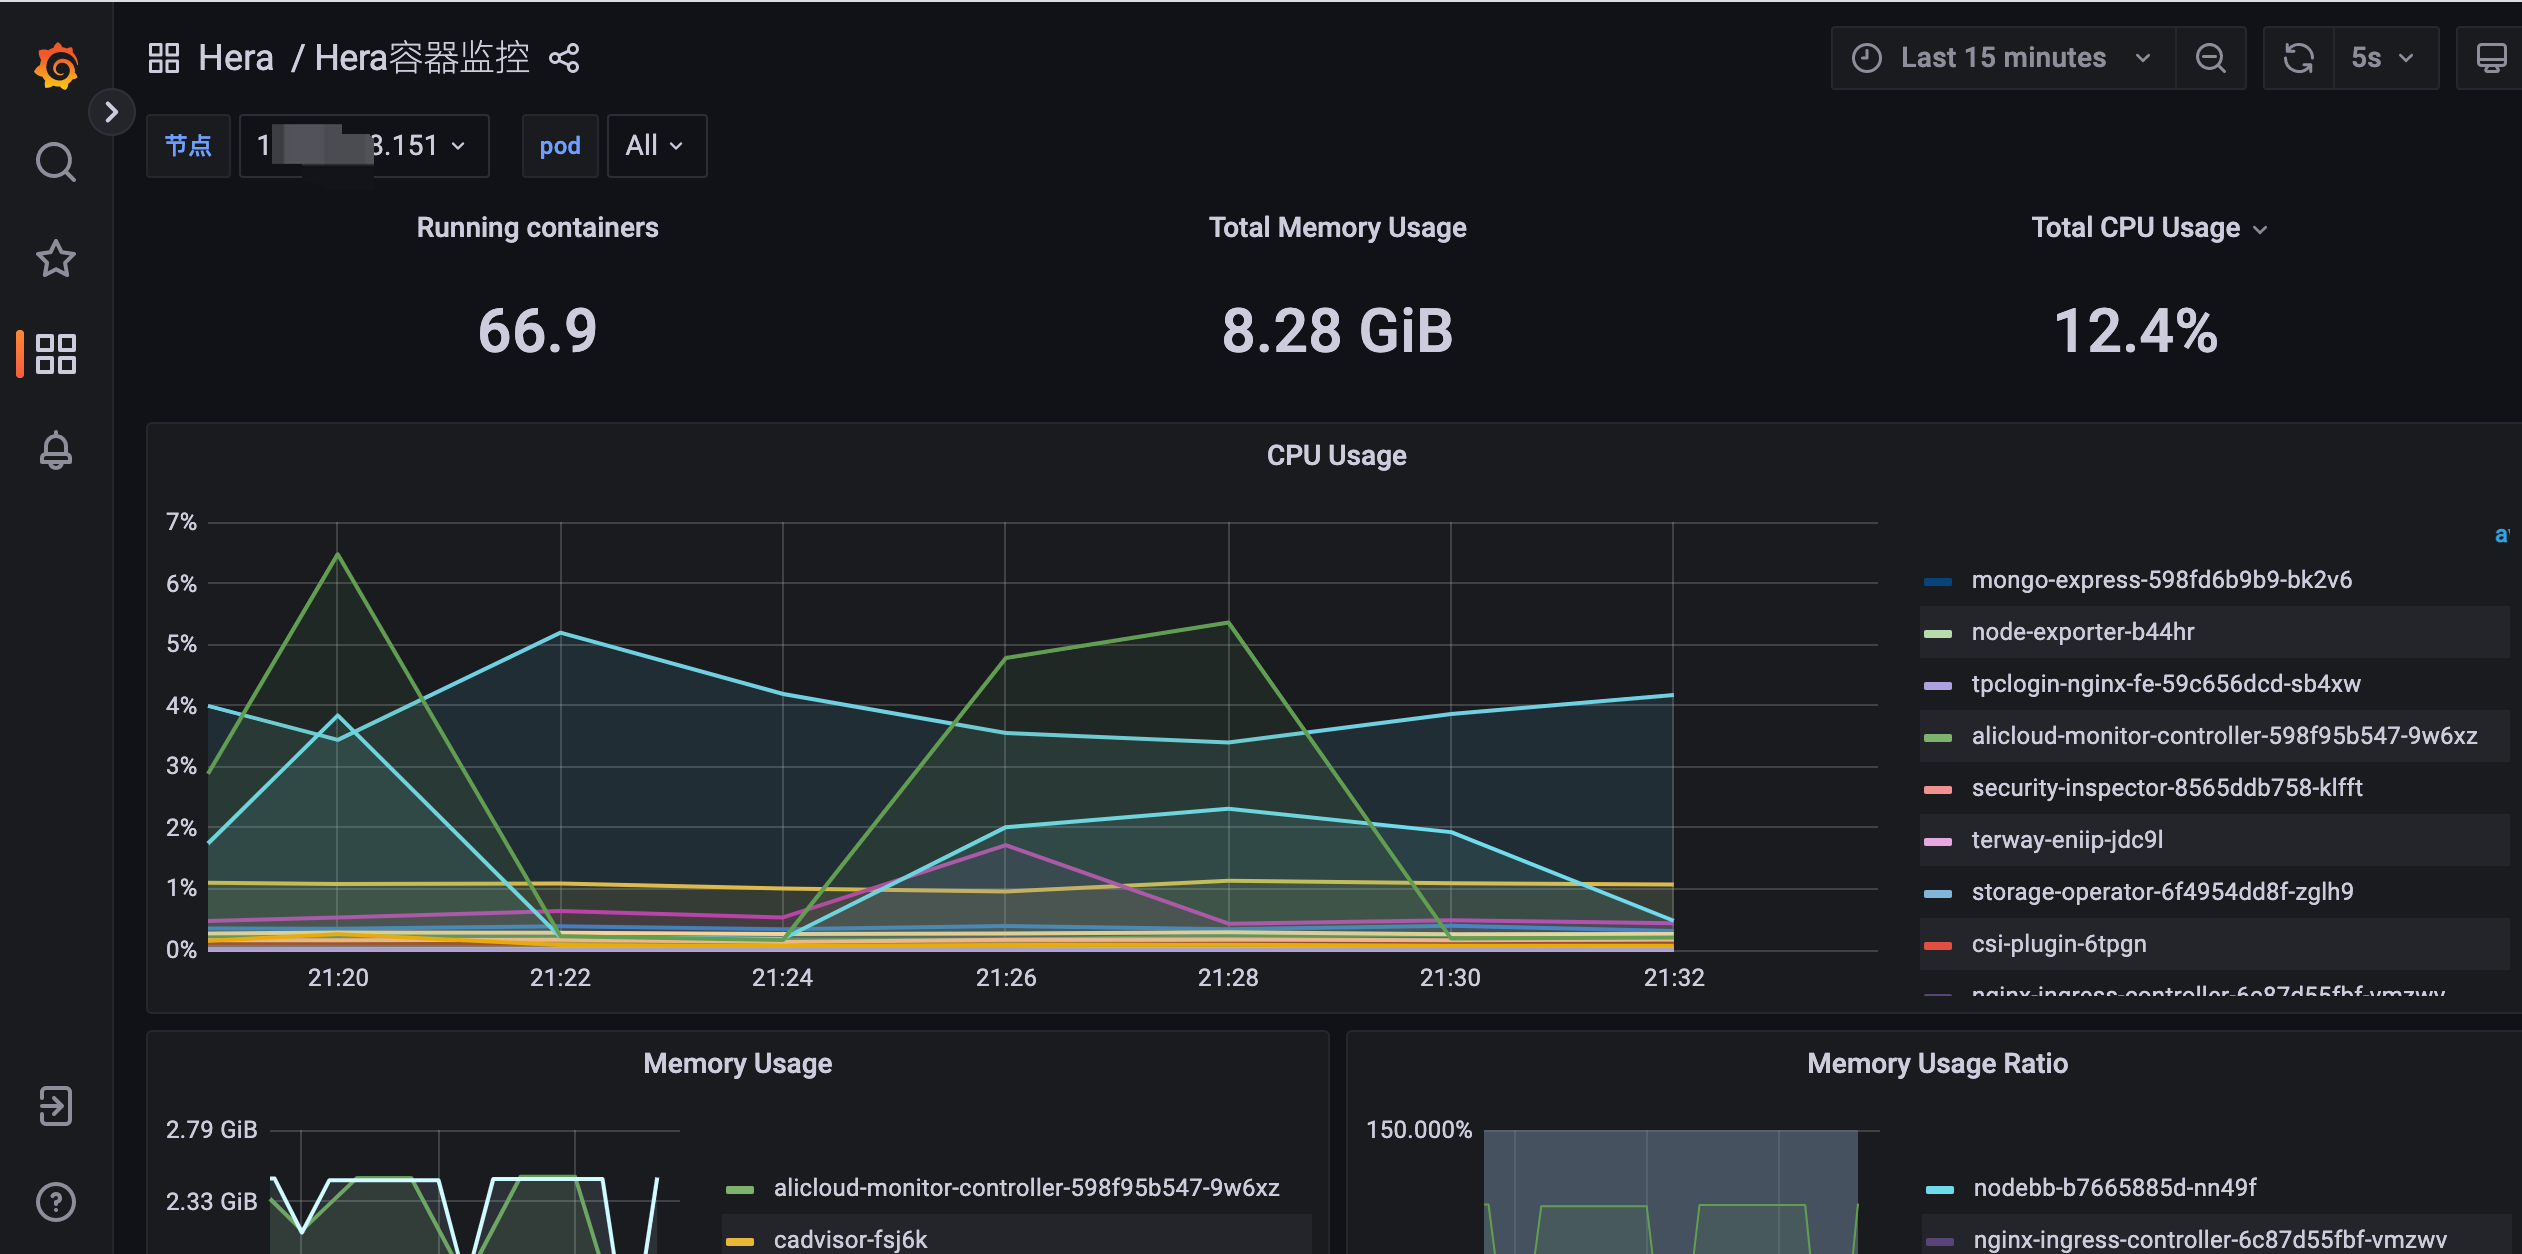 Hera / Hera容器监控
Last 15 minutes
5s
节点
1
3.151
pod
All
Running containers
Total Memory Usage
Total CPU Usage
66.9
8.28 GiB
12.4%
CPU Usage
7%
6%
5%
4%
3%
2%
1%
0%
21:20
21:22
21:24
21:26
21:28
21:30
21:32
mongo-express-598fd6b9b9-bk2v6
node-exporter-b44hr
tpclogin-nginx-fe-59c656dcd-sb4xw
alicloud-monitor-controller-598f95b547-9w6xz
security-inspector-8565ddb758-klfft
terway-eniip-jdc9l
storage-operator-6f4954dd8f-zglh9
csi-plugin-6tpgn
nginx-ingress-controller-6c87d55fbf-vmzwv
Memory Usage
2.79 GiB
2.33 GiB
alicloud-monitor-controller-598f95b547-9w6xz
cadvisor-fsj6k
Memory Usage Ratio
150.000%
nodebb-b7665885d-nn49f
nginx-ingress-controller-6c87d55fbf-vmzwv